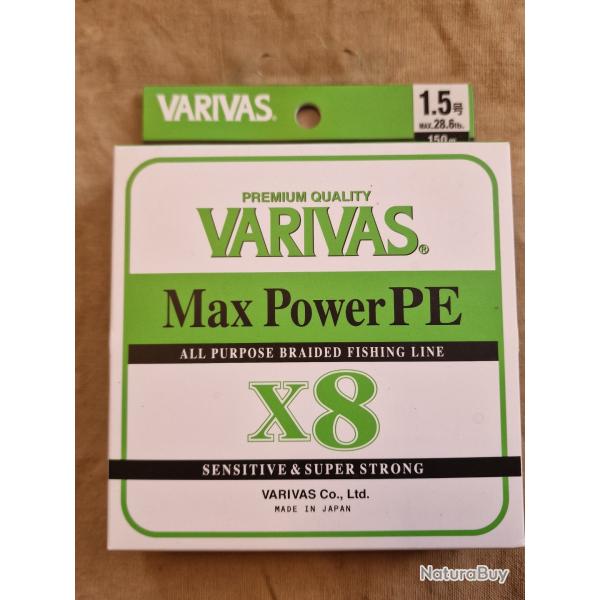 VARIVAS®
1.5号
MAX.28.6lb.
150m
PREMIUM QUALITY
VARIVAS®
Max Power PE
ALL PURPOSE BRAIDED FISHING LINE
X8
SENSITIVE & SUPER STRONG
VARIVAS Co., Ltd.
MADE IN JAPAN
NaturaBuy